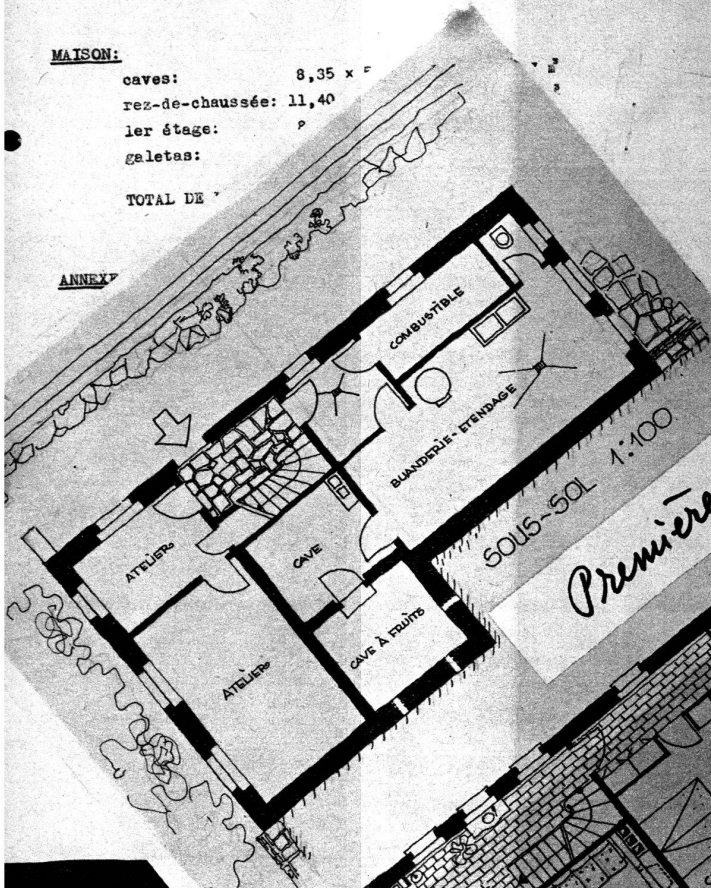 MAISON:
caves: 8,35 x
rez-de-chaussée: 11,40
1er étage:
galetas:
TOTAL DE
ANNEXE
COMBUSTIBLE
BUANDERIE-ETENDAGE
ATELIER
CAVE
ATELIER
CAVE À FRUITS
SOUS-SOL 1:100
Première